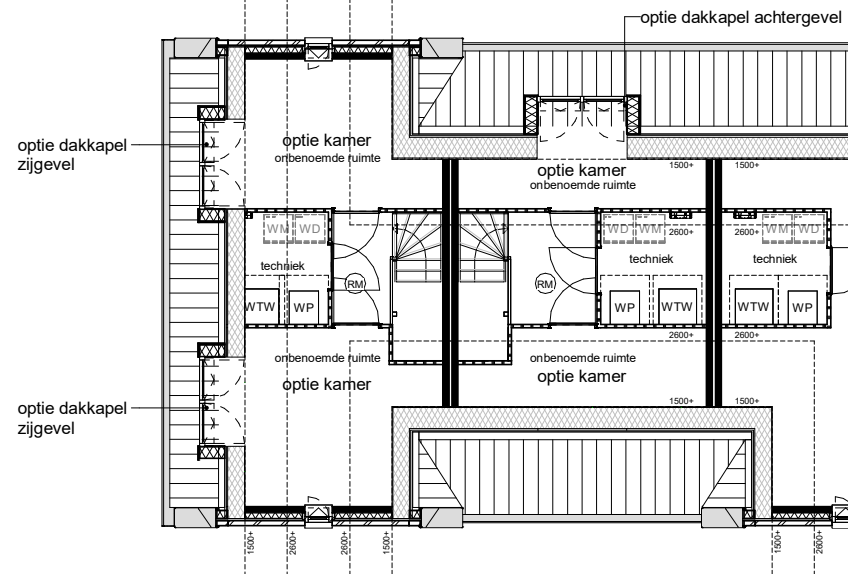 optie dakkapel achtergevel
optie dakkapel
zijgevel
optie kamer
onbenoemde ruimte
optie kamer
onbenoemde ruimte
1500+
1500+
WM
WD
WD
WM
2600+
2600+
WM
WD
techniek
techniek
techniek
RM
RM
WTW
WP
WP
WTW
WTW
WP
2600+
2600+
onbenoemde ruimte
optie kamer
onbenoemde ruimte
optie kamer
optie dakkapel
zijgevel
1500+
1500+
1500+
2600+
2600+
1500+
1500+
2600+